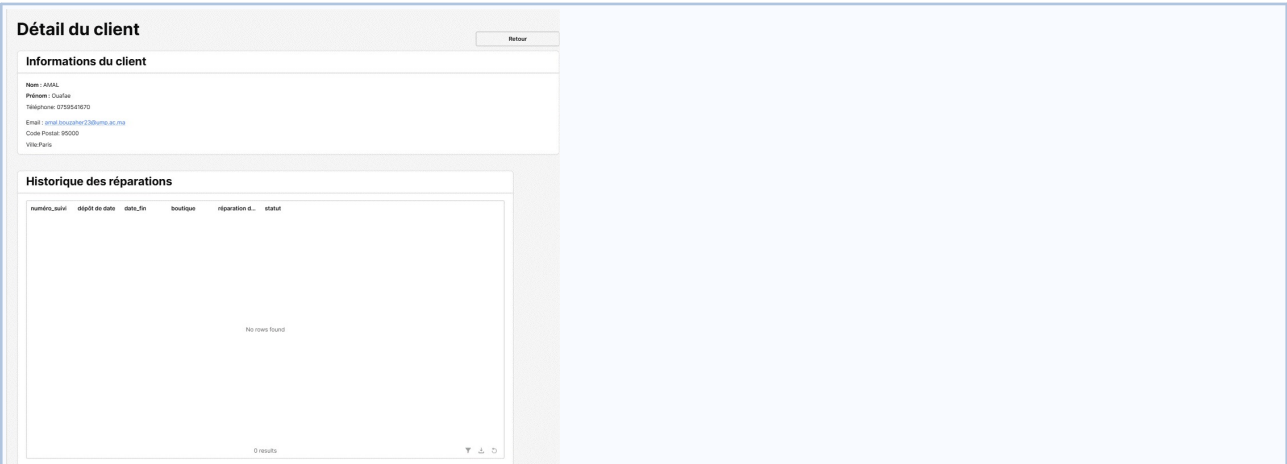 Détail du client
Retour
Informations du client
Nom : AMAL
Prénom : Ouafae
Téléphone: 0759541670
Email : amal.bouzaher23@ump.ac.ma
Code Postal: 95000
Ville:Paris
Historique des réparations
numéro_suivi dépôt de date date_fin boutique réparation d... statut
No rows found
0 results